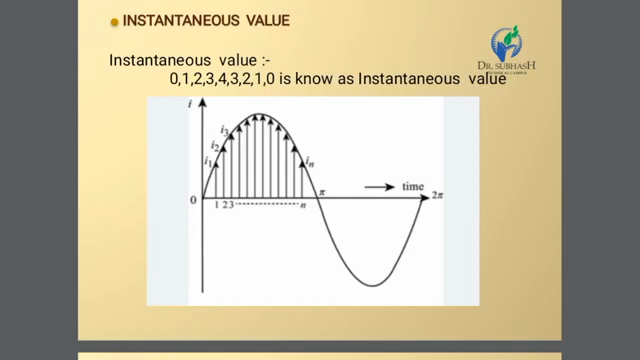 INSTANTANEOUS VALUE
Instantaneous value :-
0,1,2,3,4,3,2,1,0 is know as Instantaneous value
DR. SUBHASH
i
i3
i2
i1
in
0
1 2 3
n
π
time
2π